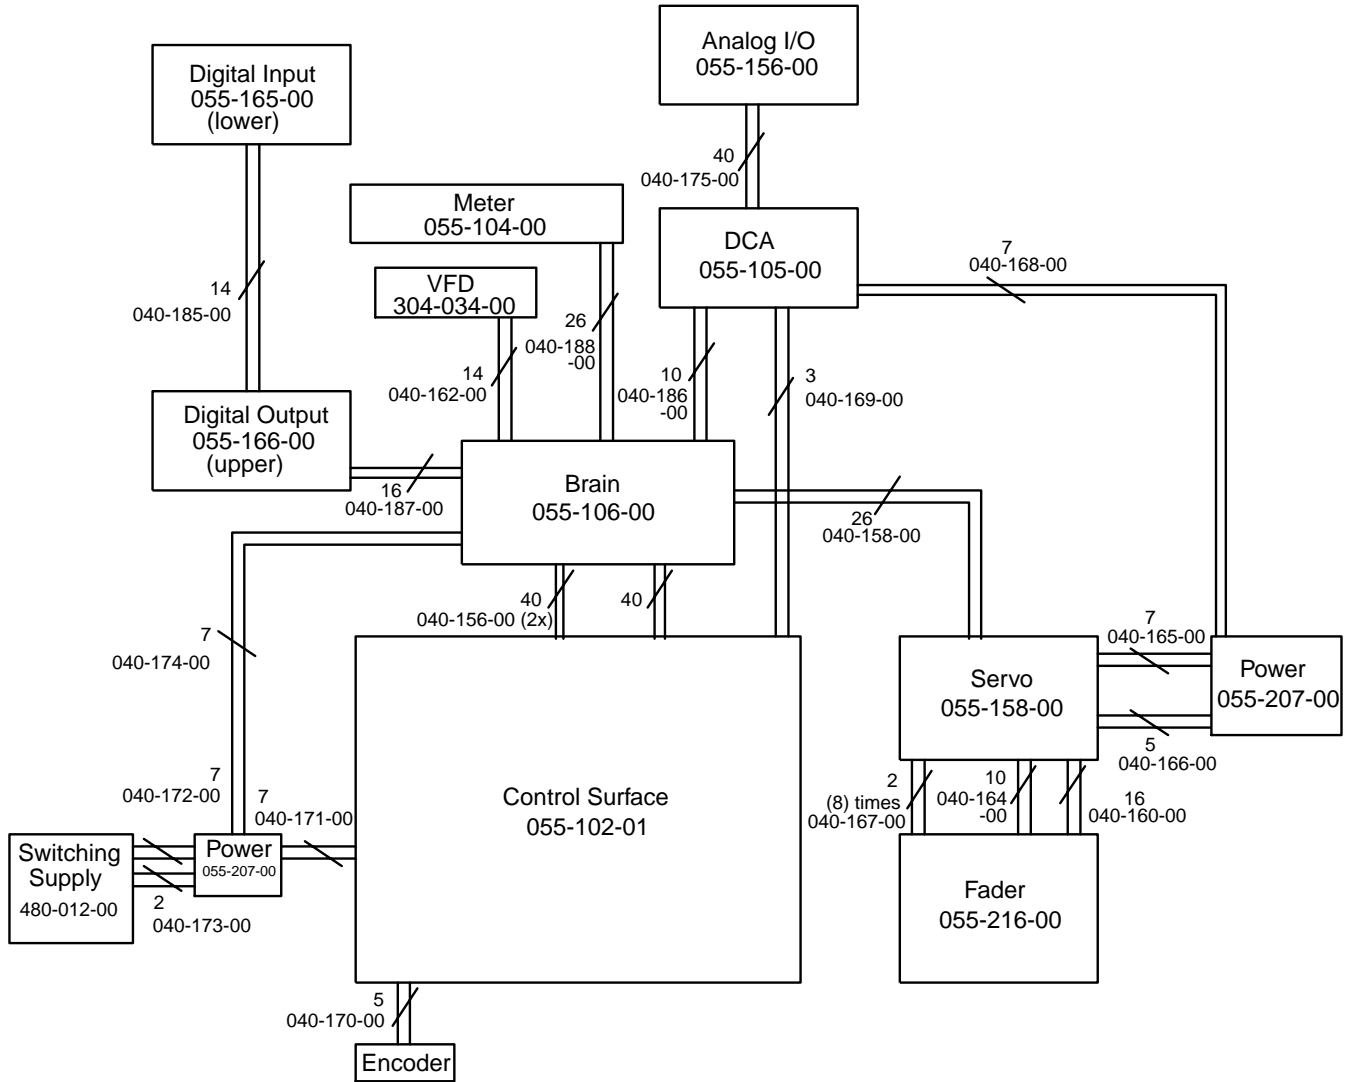 Analog I/O
055-156-00
Digital Input
055-165-00
(lower)
40
040-175-00
Meter
055-104-00
DCA
055-105-00
7
040-168-00
VFD
304-034-00
14
040-185-00
26
040-188
-00
14
040-162-00
10
040-186
-00
3
040-169-00
Digital Output
055-166-00
(upper)
16
040-187-00
Brain
055-106-00
26
040-158-00
40
040-156-00 (2x)
40
7
040-174-00
7
040-165-00
Servo
055-158-00
Power
055-207-00
5
040-166-00
7
040-172-00
7
040-171-00
Control Surface
055-102-01
2
(8) times
040-167-00
10
040-164
-00
16
040-160-00
Switching
Supply
480-012-00
Power
055-207-00
2
040-173-00
Fader
055-216-00
5
040-170-00
Encoder